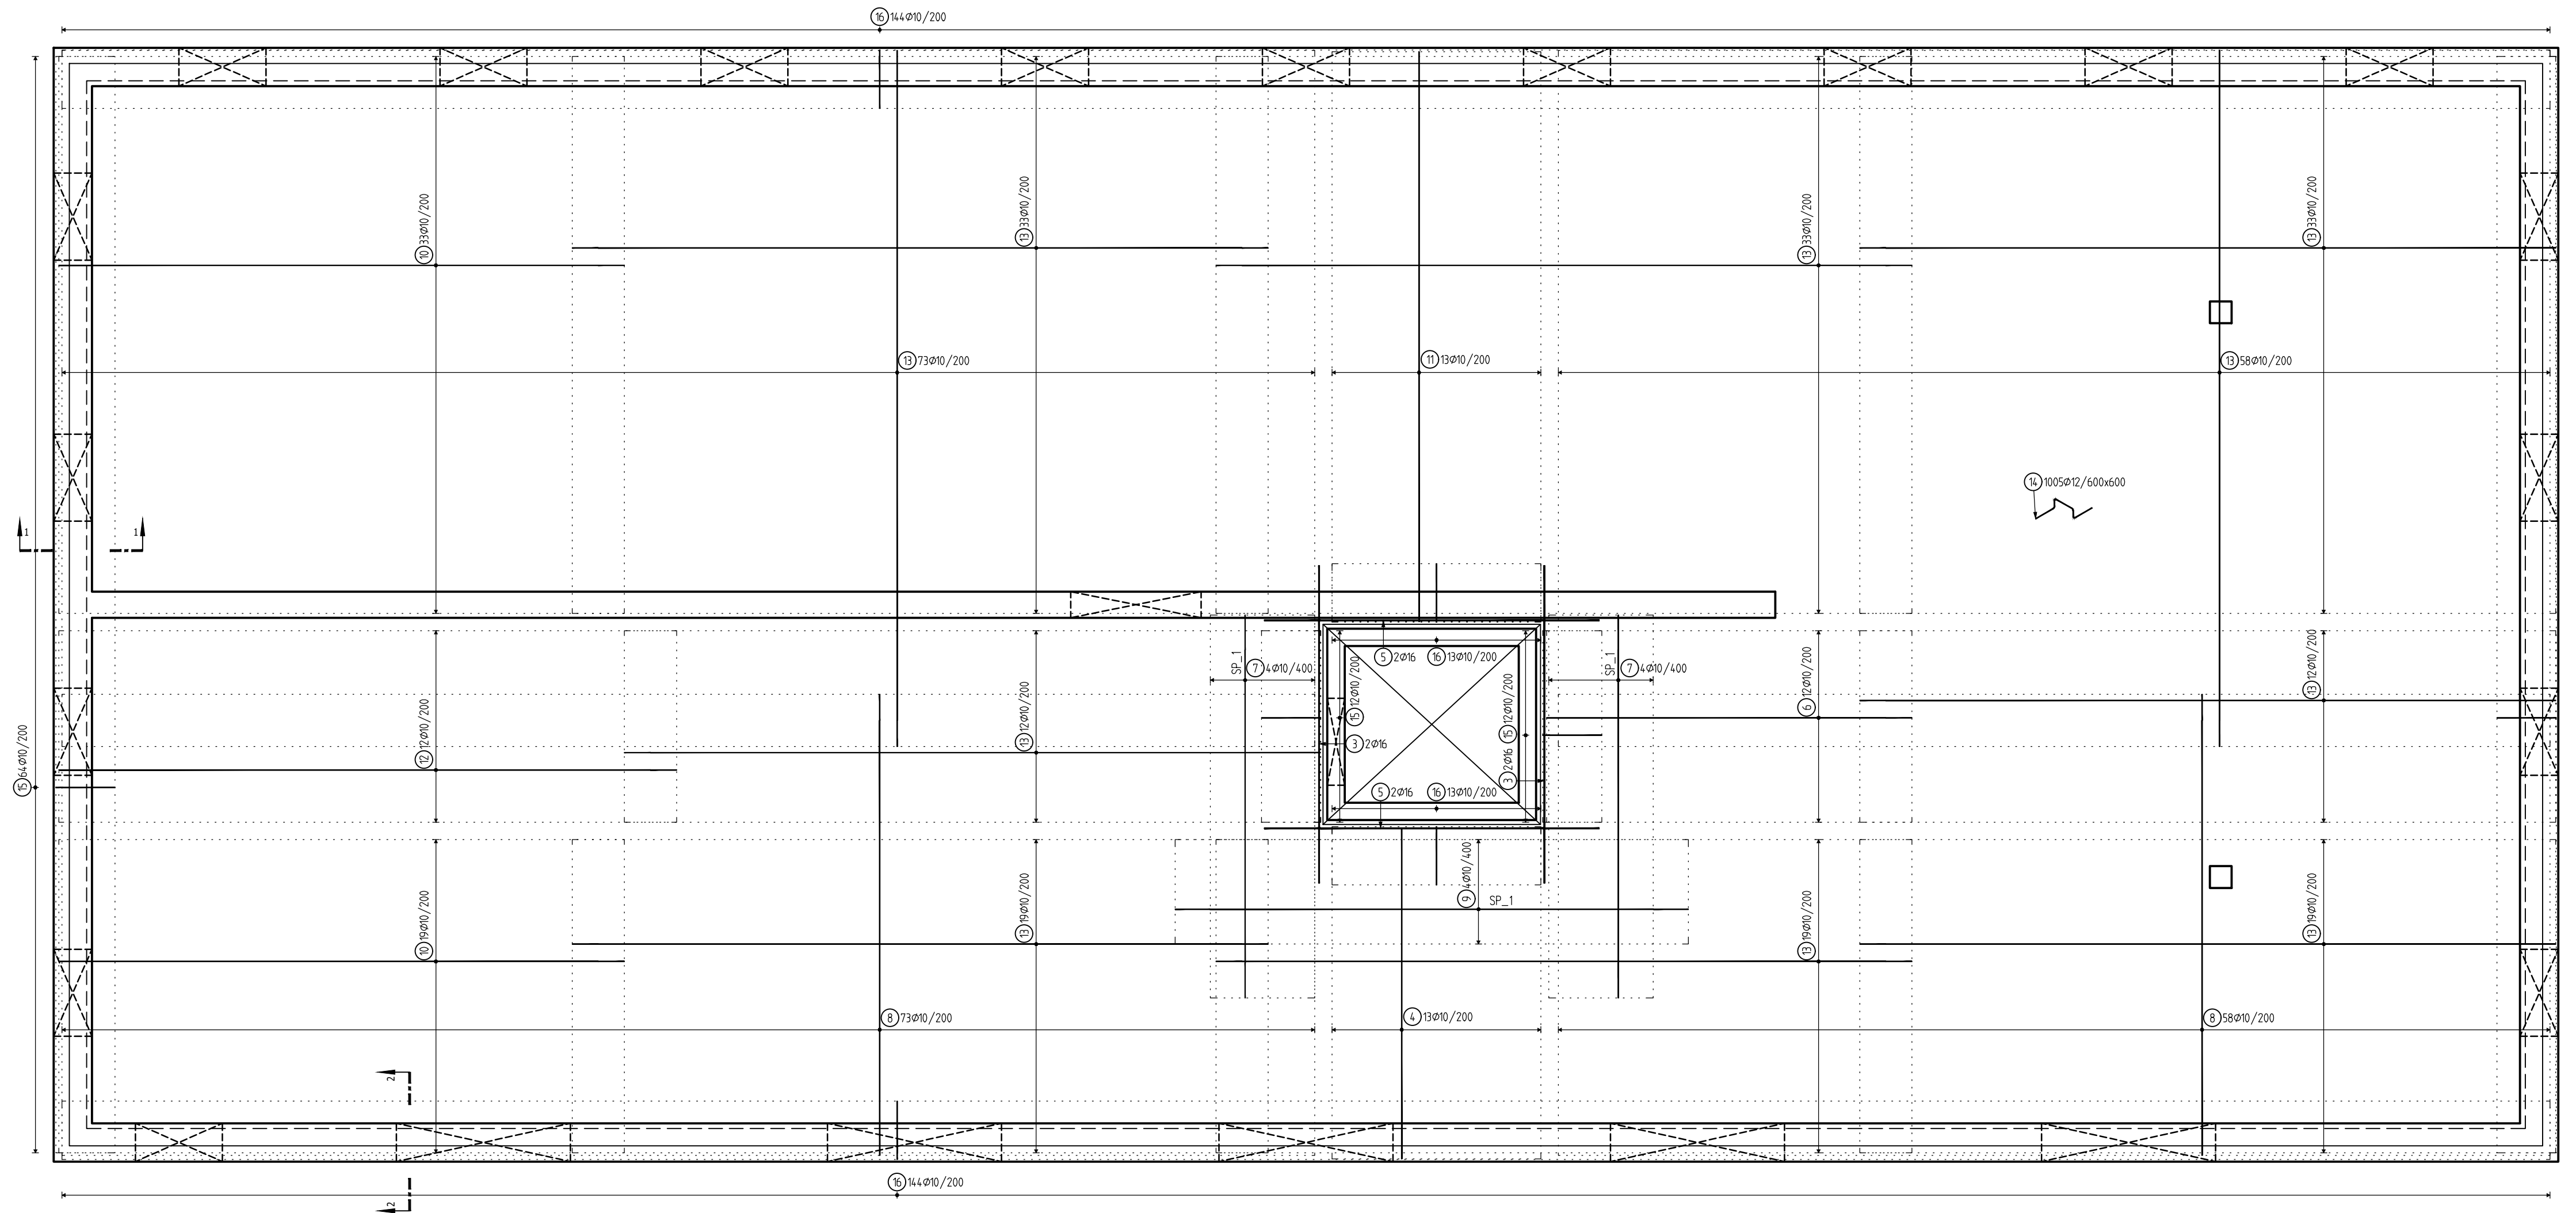 16 144Ø10/200
10 33Ø10/200
13 33Ø10/200
13 33Ø10/200
13 33Ø10/200
13 73Ø10/200
11 13Ø10/200
13 58Ø10/200
14 1005Ø12/600x600
1
1
SP_1
7 4Ø10/400
5 2Ø16
16 13Ø10/200
SP_1
7 4Ø10/400
15 12Ø10/200
15 12Ø10/200
3 2Ø16
3 2Ø16
5 2Ø16
16 13Ø10/200
12 12Ø10/200
13 12Ø10/200
6 12Ø10/200
13 12Ø10/200
15 64Ø10/200
9 4Ø10/400
SP_1
10 19Ø10/200
13 19Ø10/200
13 19Ø10/200
13 19Ø10/200
8 73Ø10/200
4 13Ø10/200
8 58Ø10/200
2
2
16 144Ø10/200